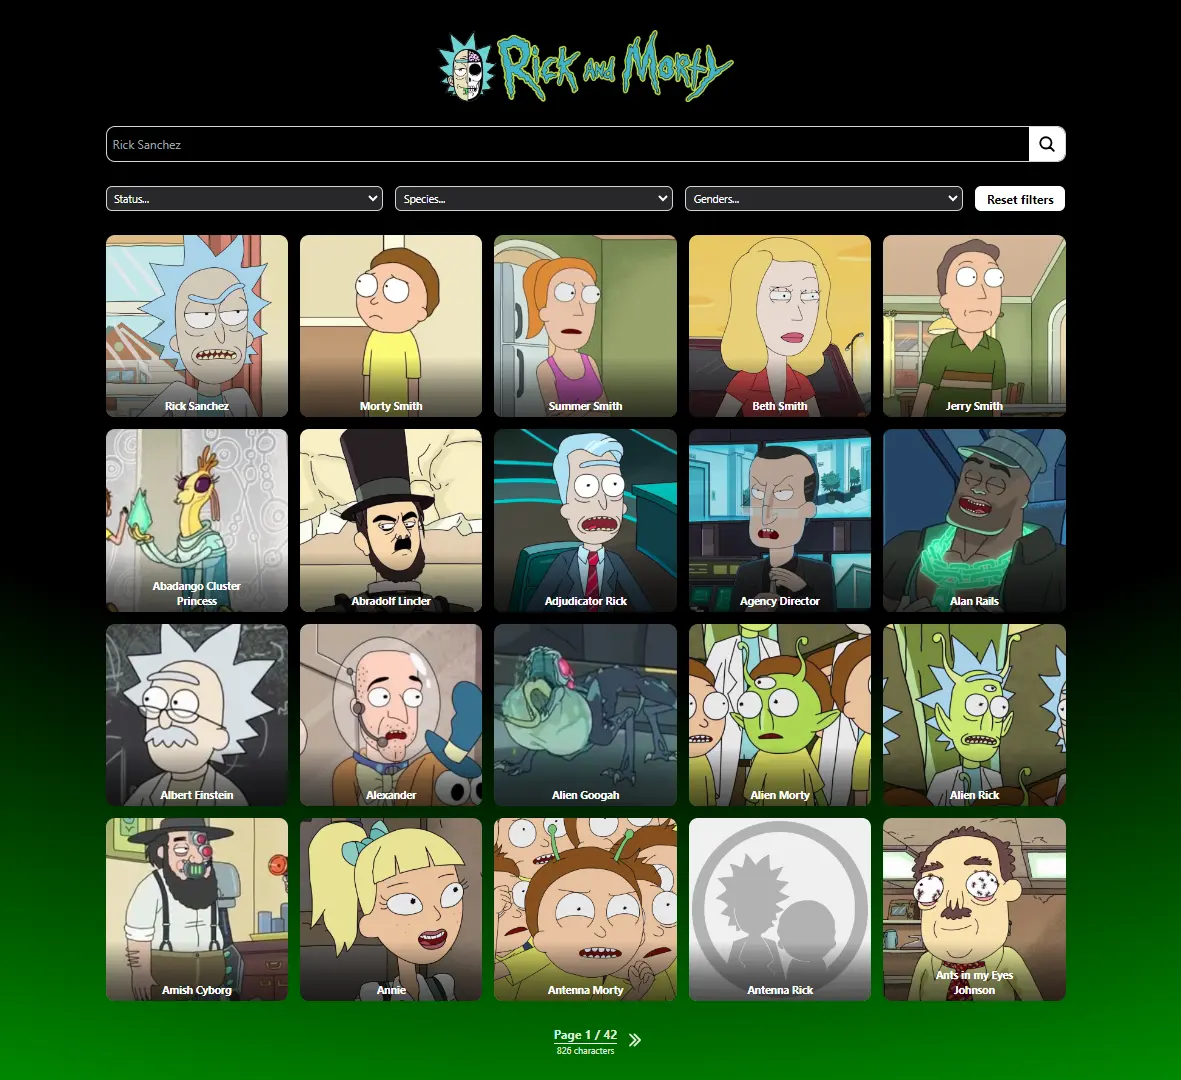 Rick and Morty
Rick Sanchez
Status...
Species...
Genders...
Reset filters
Rick Sanchez
Morty Smith
Summer Smith
Beth Smith
Jerry Smith
Abadango Cluster
Princess
Abradolf Lincler
Adjudicator Rick
Agency Director
Alan Rails
Albert Einstein
Alexander
Alien Googah
Alien Morty
Alien Rick
Amish Cyborg
Annie
Antenna Morty
Antenna Rick
Ants in my Eyes
Johnson
Page 1 / 42
826 characters